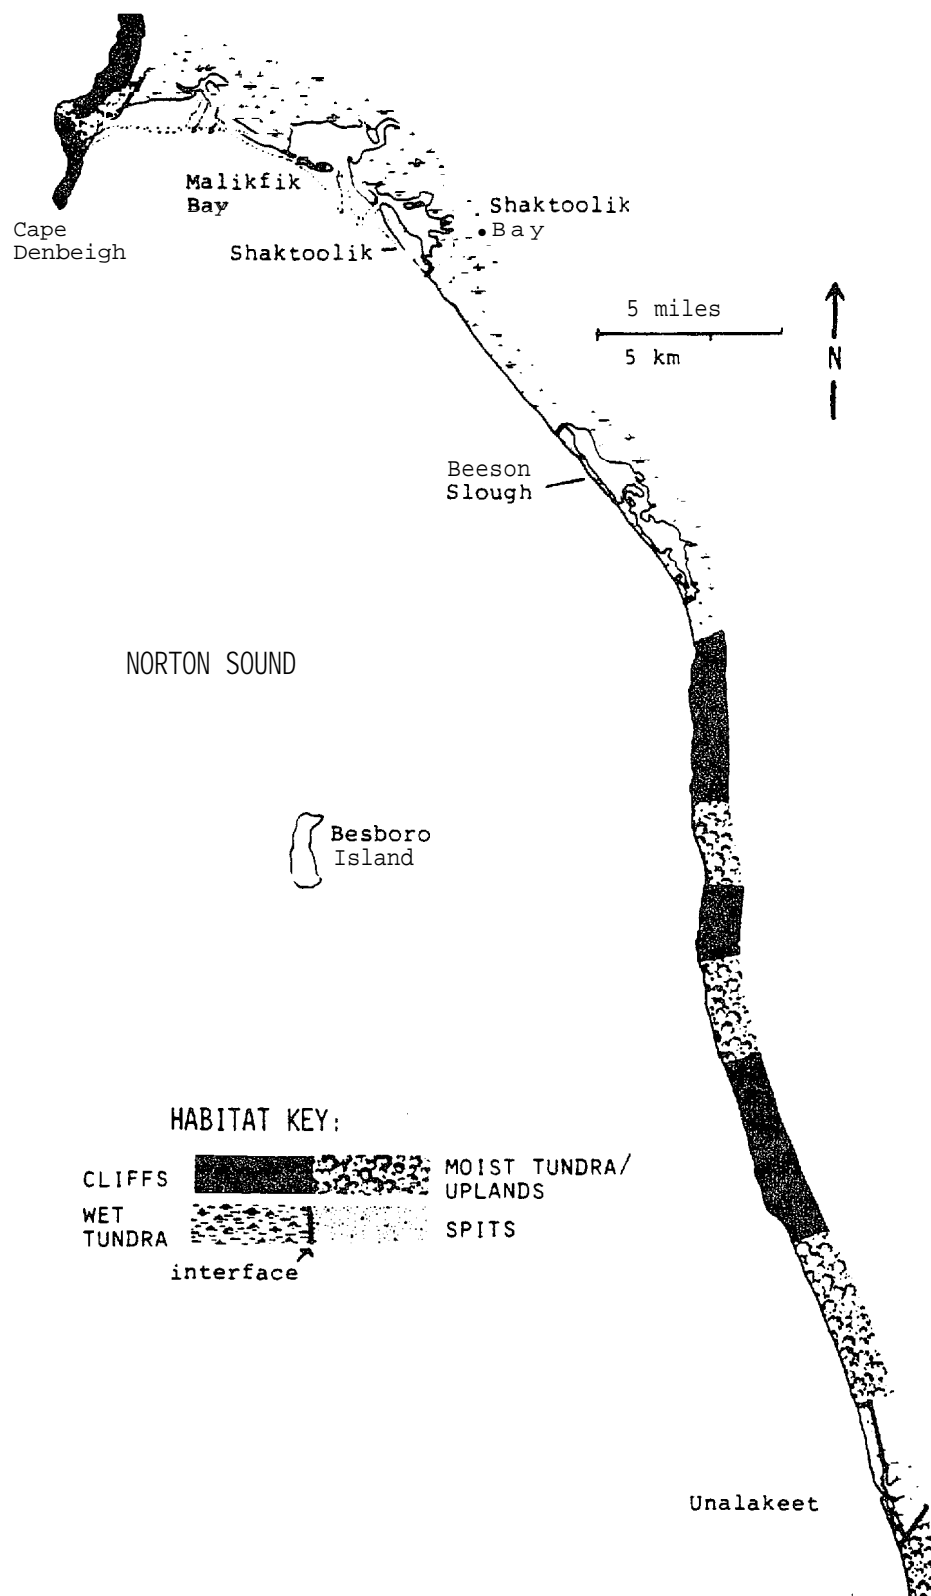 Malikfik
Bay
Shaktoolik
Bay
Cape
Denbeigh
Shaktoolik
5 miles
5 km
N
Beeson
Slough
NORTON SOUND
Besboro
Island
HABITAT KEY:
CLIFFS
MOIST TUNDRA/
UPLANDS
WET
TUNDRA
SPITS
interface
Unalakeet